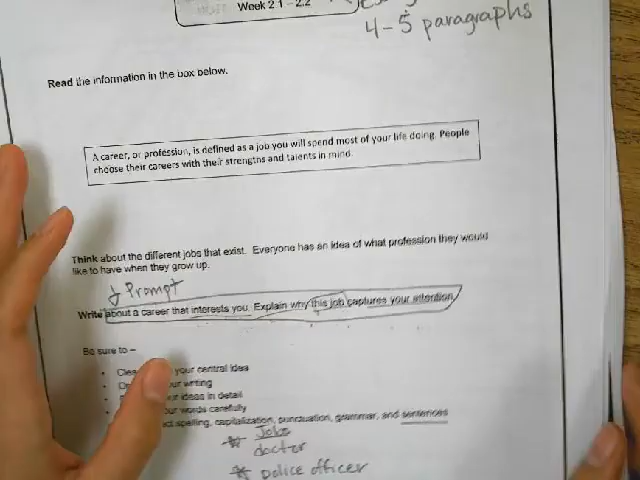 Week 2.1 - 2.2
4-5 paragraphs
Read the information in the box below.
A career, or profession, is defined as a job you will spend most of your life doing. People
choose their careers with their strengths and talents in mind.
Think about the different jobs that exist. Everyone has an idea of what profession they would
like to have when they grow up.
Prompt
Write about a career that interests you. Explain why this job captures your attention.
Be sure to –
your central idea
writing
ideas in detail
your words carefully
spelling, capitalization, punctuation, grammar, and sentences
Jobs
doctor
police officer